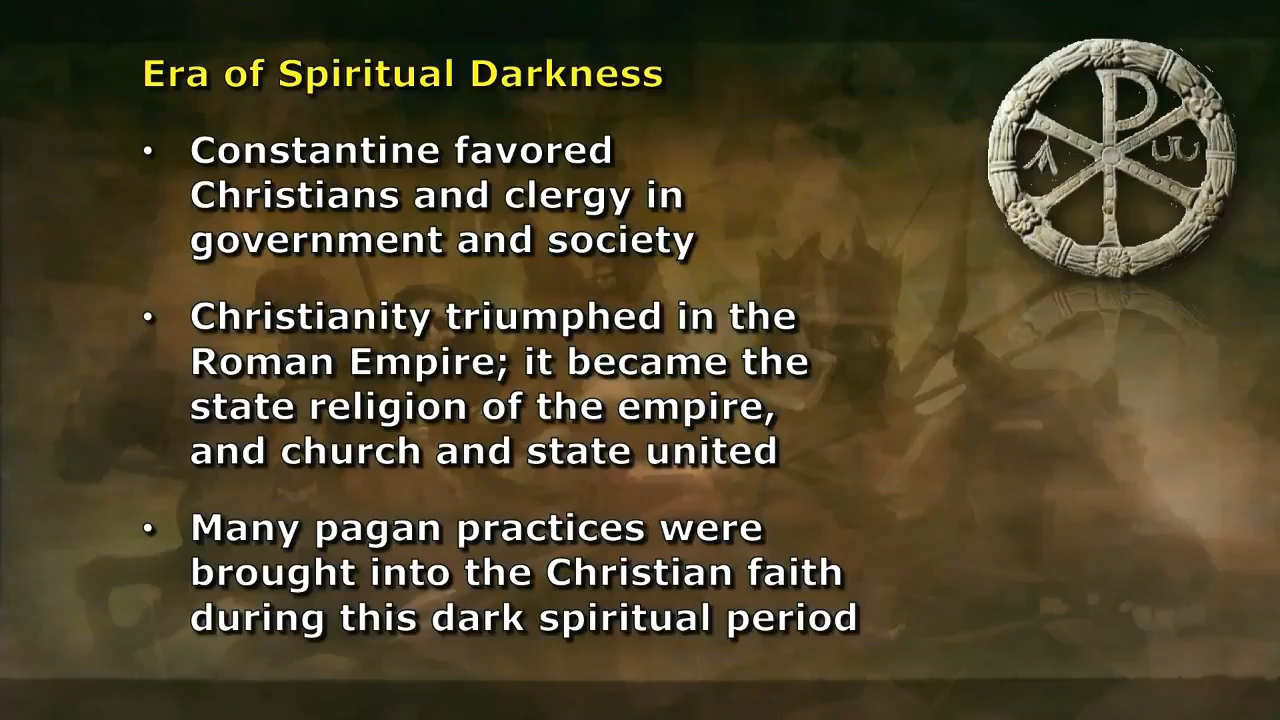 Era of Spiritual Darkness
• Constantine favored
Christians and clergy in
government and society
• Christianity triumphed in the
Roman Empire; it became the
state religion of the empire,
and church and state united
• Many pagan practices were
brought into the Christian faith
during this dark spiritual period